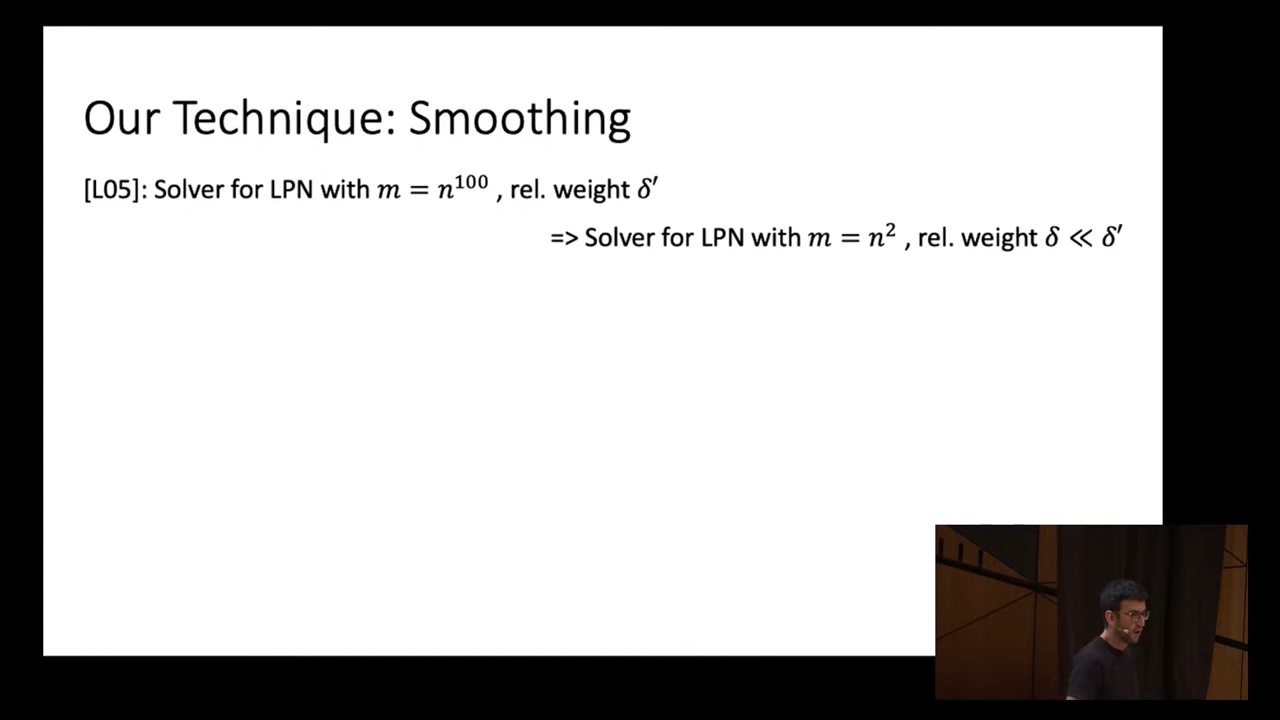 Our Technique: Smoothing
[L05]: Solver for LPN with 𝑚 = 𝑛¹⁰⁰ , rel. weight 𝛿′
=> Solver for LPN with 𝑚 = 𝑛² , rel. weight 𝛿 ≪ 𝛿′